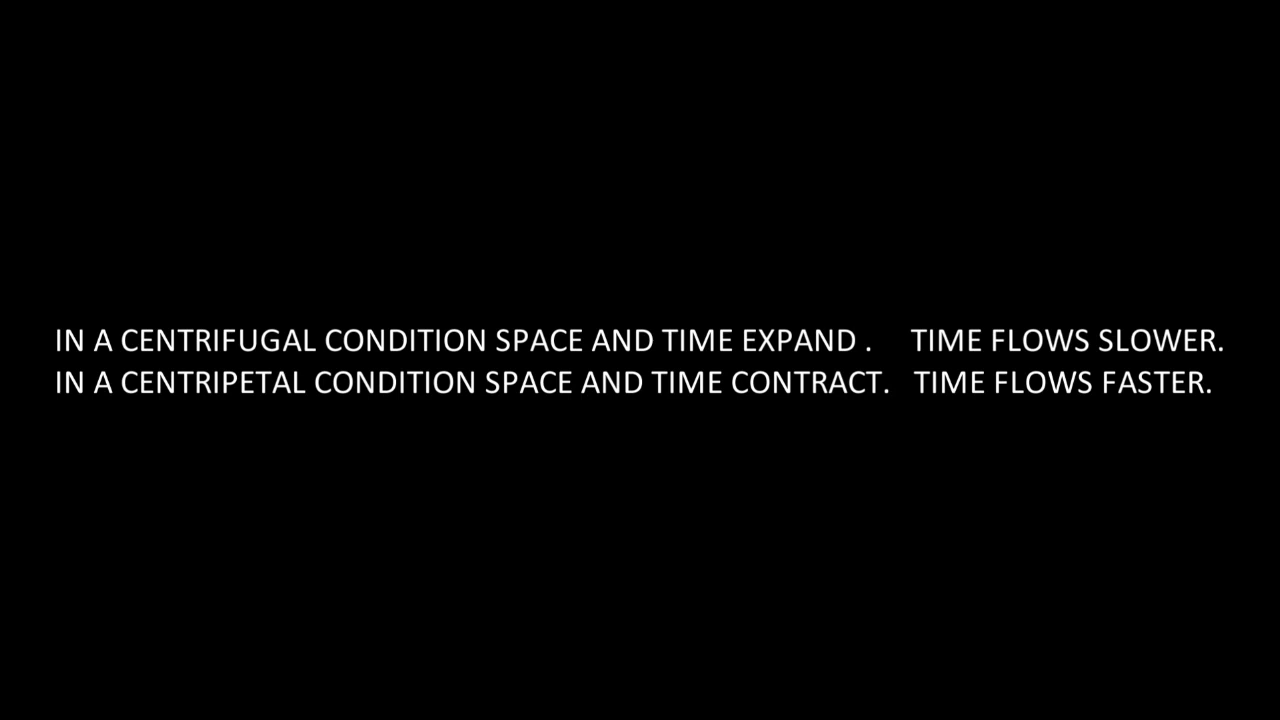 IN A CENTRIFUGAL CONDITION SPACE AND TIME EXPAND . TIME FLOWS SLOWER.
IN A CENTRIPETAL CONDITION SPACE AND TIME CONTRACT. TIME FLOWS FASTER.